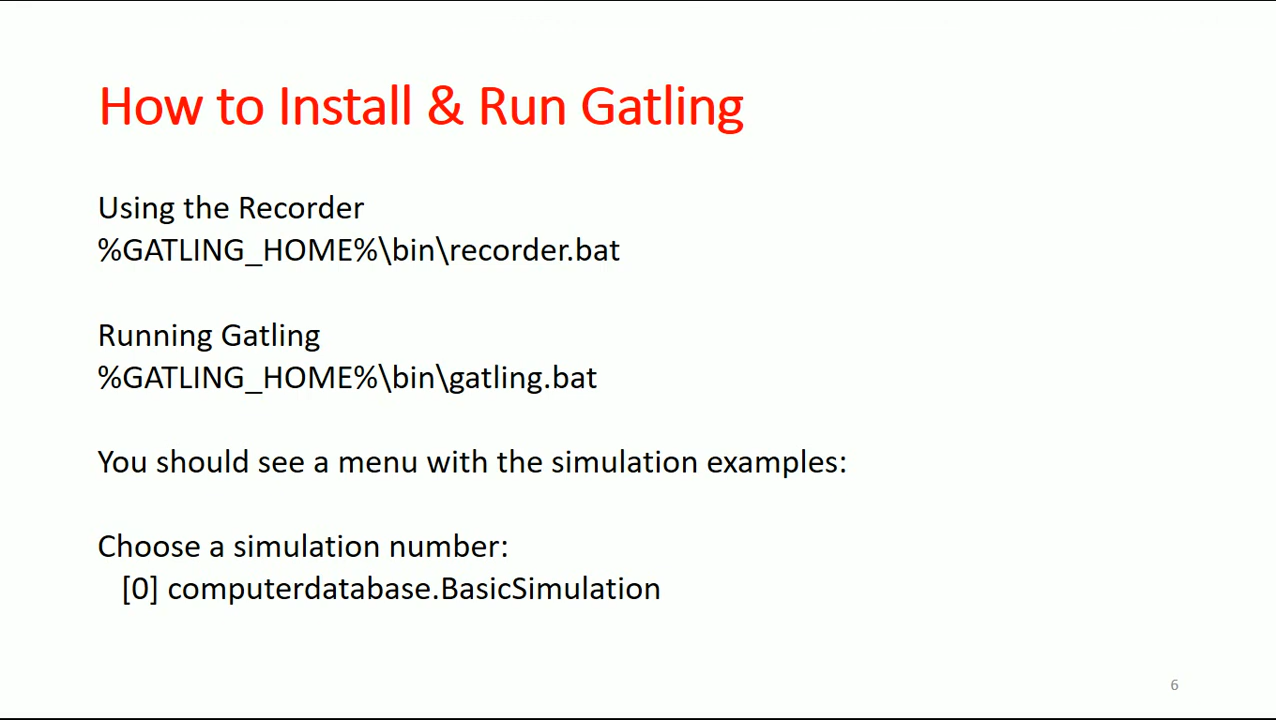 How to Install & Run Gatling
Using the Recorder
%GATLING_HOME%\bin\recorder.bat
Running Gatling
%GATLING_HOME%\bin\gatling.bat
You should see a menu with the simulation examples:
Choose a simulation number:
[0] computerdatabase.BasicSimulation
6